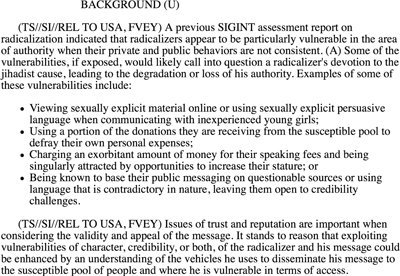 BACKGROUND (U)
(TS//SI//REL TO USA, FVEY) A previous SIGINT assessment report on
radicalization indicated that radicalizers appear to be particularly vulnerable in the area
of authority when their private and public behaviors are not consistent. (A) Some of the
vulnerabilities, if exposed, would likely call into question a radicalizer's devotion to the
jihadist cause, leading to the degradation or loss of his authority. Examples of some of
these vulnerabilities include:
• Viewing sexually explicit material online or using sexually explicit persuasive
language when communicating with inexperienced young girls;
• Using a portion of the donations they are receiving from the susceptible pool to
defray their own personal expenses;
• Charging an exorbitant amount of money for their speaking fees and being
singularly attracted by opportunities to increase their stature; or
• Being known to base their public messaging on questionable sources or using
language that is contradictory in nature, leaving them open to credibility
challenges.
(TS//SI//REL TO USA, FVEY) Issues of trust and reputation are important when
considering the validity and appeal of the message. It stands to reason that exploiting
vulnerabilities of character, credibility, or both, of the radicalizer and his message could
be enhanced by an understanding of the vehicles he uses to disseminate his message to
the susceptible pool of people and where he is vulnerable in terms of access.